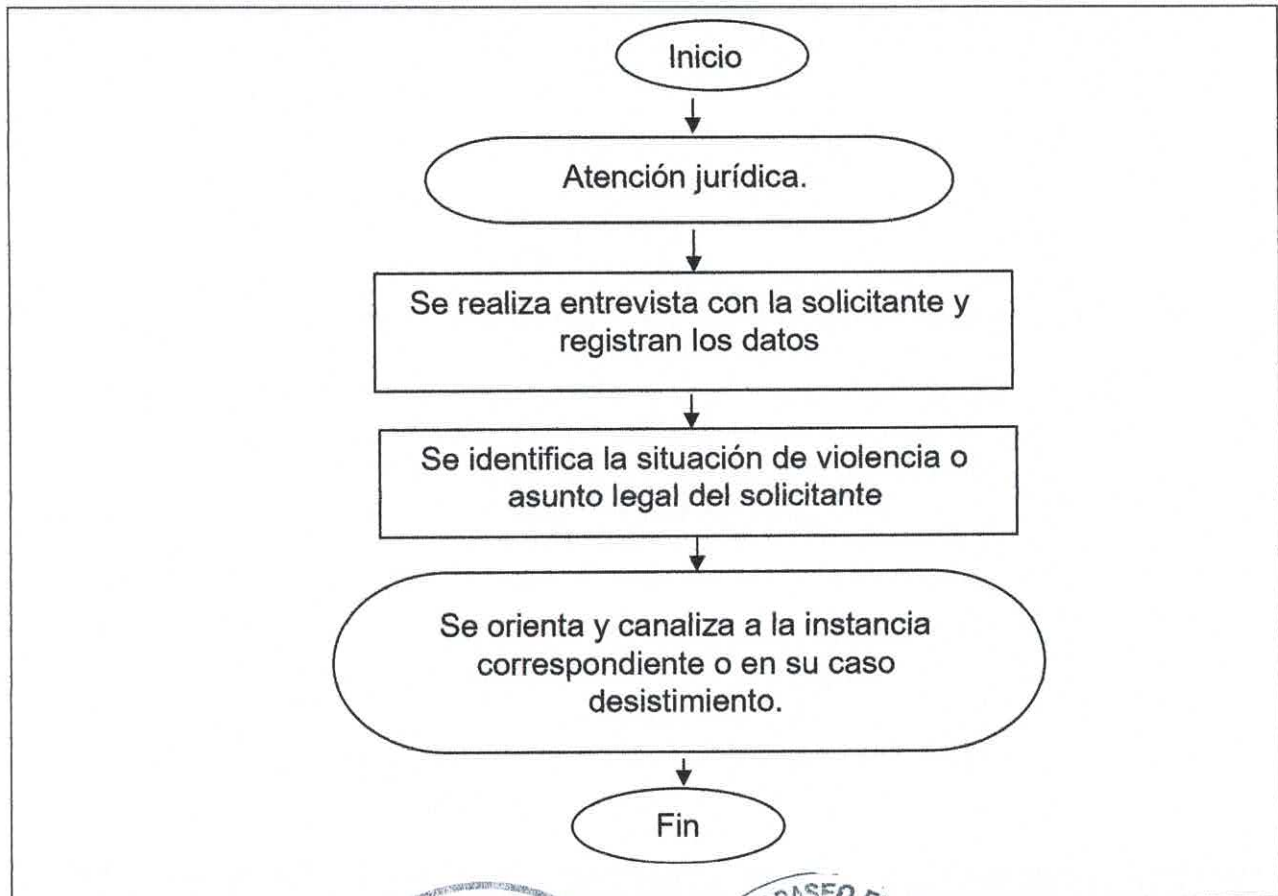 Inicio
Atención jurídica.
Se realiza entrevista con la solicitante y
registran los datos
Se identifica la situación de violencia o
asunto legal del solicitante
Se orienta y canaliza a la instancia
correspondiente o en su caso
desistimiento.
Fin
PASEO